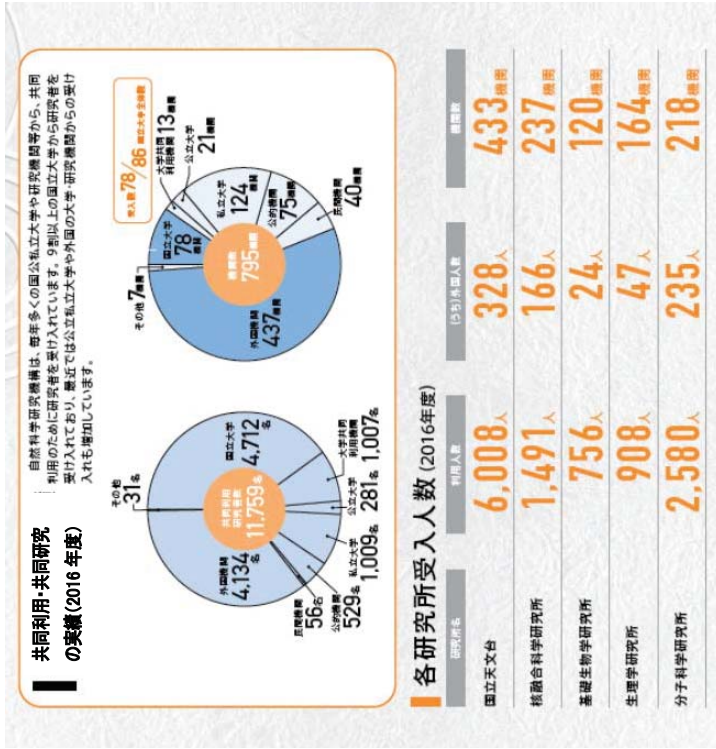 共同利用・共同研究
の実績(2016 年度)
自然科学研究機構は、毎年多くの国公私立大学や研究機関等から、共同
利用のために研究者を受け入れています。9割以上の国立大学から研究者を
受け入れており、最近では公立私立大学や外国の大学・研究機関からの受け
入れも増加しています。
その他
31名
国立大学
4,712
名
大学共同
利用機関
1,007名
公立大学
281名
私立大学
1,009名
公的機関
529名
民間機関
56名
外国機関
4,134
名
共同利用
研究者数
11,759名
受入数78/86 国立大学全体数
その他 7機関
国立大学
78
機関
大学共同
利用機関 13機関
公立大学
21機関
私立大学
124
機関
公的機関
75機関
民間機関
40機関
外国機関
437機関
機関数
795機関
各研究所受入人数(2016年度)
研究所名 利用人数 (うち)外国人数 機関数
国立天文台 6,008人 328人 433機関
核融合科学研究所 1,491人 166人 237機関
基礎生物学研究所 756人 24人 120機関
生理学研究所 908人 47人 164機関
分子科学研究所 2,580人 235人 218機関